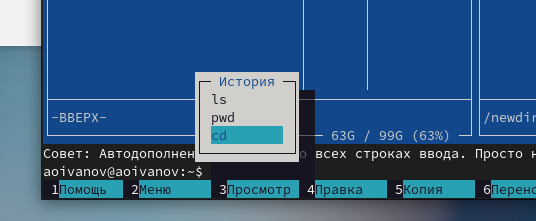 История
ls
pwd
cd
-ВВЕРХ-
63G / 99G (63%)
/newdir
Совет: Автодополнен о всех строках ввода. Просто н
aoivanov@aoivanov:~$
1Помощь 2Меню 3Просмотр 4Правка 5Копия 6Перенс